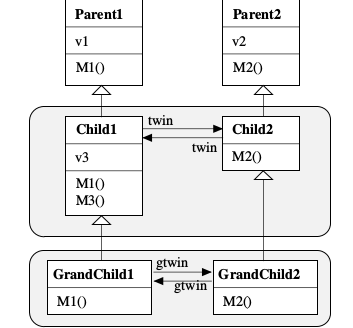 Parent1
v1
M1()
Parent2
v2
M2()
Child1
v3
M1()
M3()
twin
twin
Child2
M2()
GrandChild1
M1()
gtwin
gtwin
GrandChild2
M2()